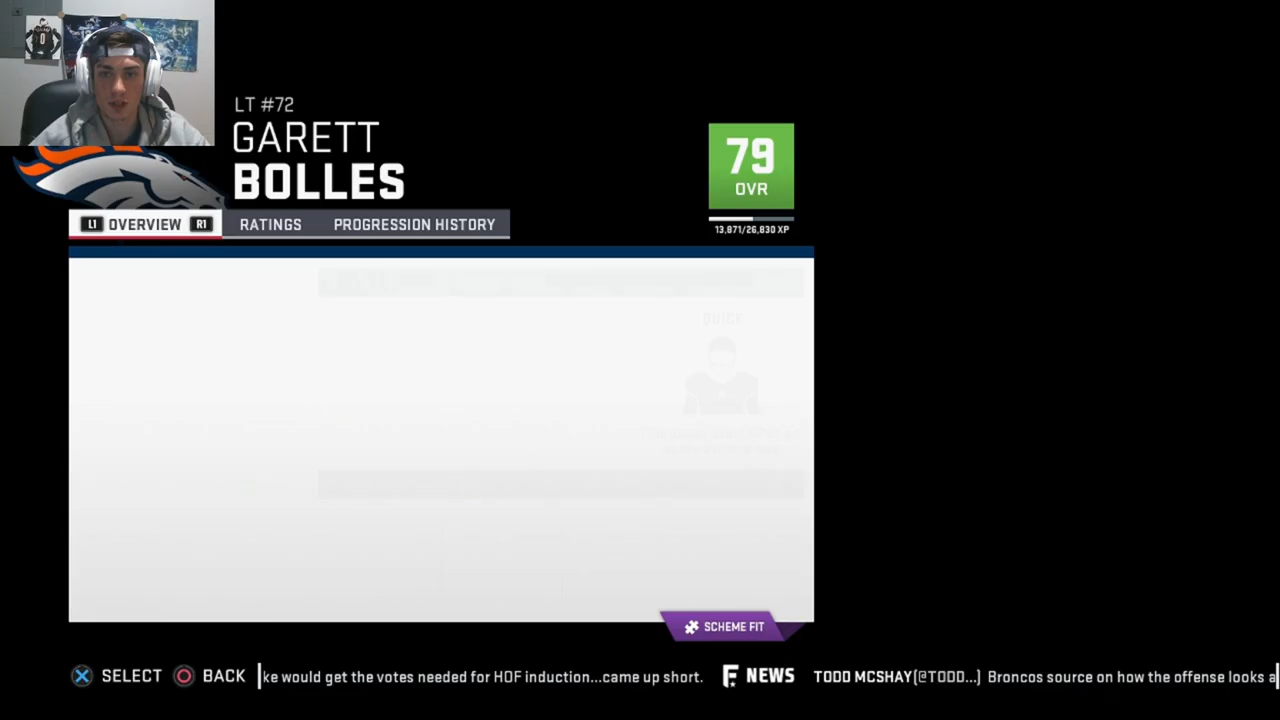 LT #72
GARETT
BOLLES
79
OVR
13,871/26,830 XP
L1 OVERVIEW R1 RATINGS PROGRESSION HISTORY
QUICK
SCHEME FIT
SELECT BACK ke would get the votes needed for HOF induction...came up short. NEWS TODD MCSHAY(@TODD...) Broncos source on how the offense looks a